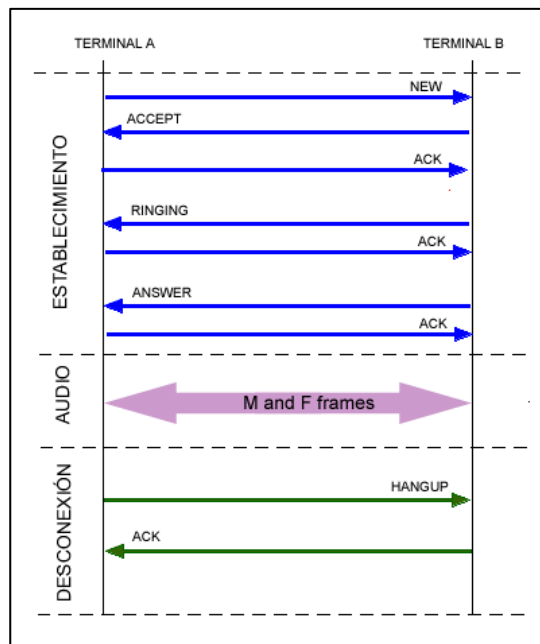 TERMINAL A
TERMINAL B
ESTABLECIMIENTO
NEW
ACCEPT
ACK
RINGING
ACK
ANSWER
ACK
AUDIO
M and F frames
DESCONEXIÓN
HANGUP
ACK